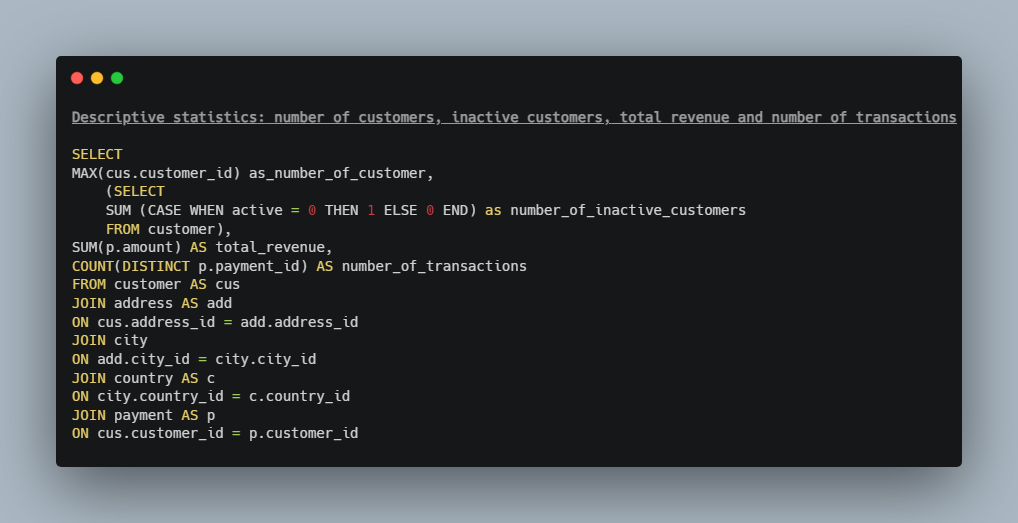 Descriptive statistics: number of customers, inactive customers, total revenue and number of transactions
SELECT
MAX(cus.customer_id) as_number_of_customer,
    (SELECT
    SUM (CASE WHEN active = 0 THEN 1 ELSE 0 END) as number_of_inactive_customers
    FROM customer),
SUM(p.amount) AS total_revenue,
COUNT(DISTINCT p.payment_id) AS number_of_transactions
FROM customer AS cus
JOIN address AS add
ON cus.address_id = add.address_id
JOIN city
ON add.city_id = city.city_id
JOIN country AS c
ON city.country_id = c.country_id
JOIN payment AS p
ON cus.customer_id = p.customer_id